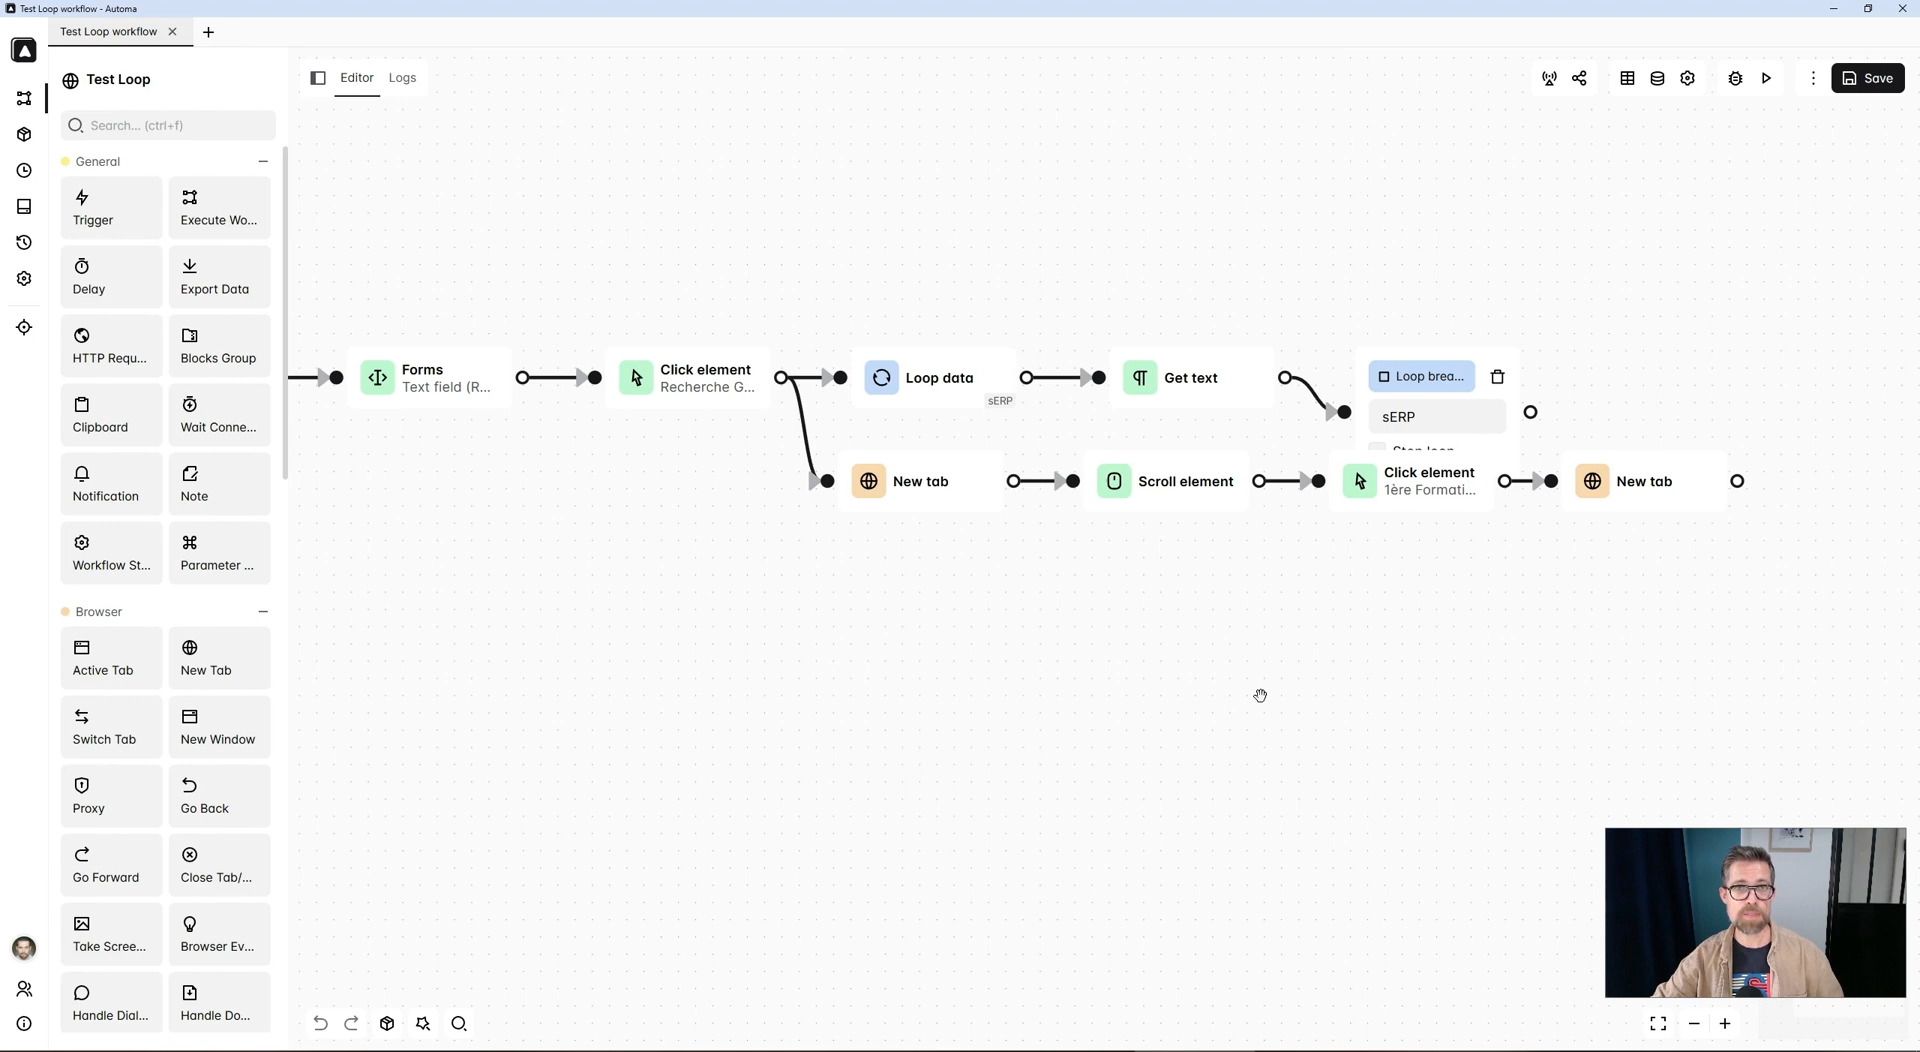 Test Loop workflow - Automa
Test Loop workflow
Test Loop
Editor
Logs
Save
Search... (ctrl+f)
General
Trigger
Execute Wo...
Delay
Export Data
HTTP Requ...
Blocks Group
Clipboard
Wait Conne...
Notification
Note
Workflow St...
Parameter ...
Browser
Active Tab
New Tab
Switch Tab
New Window
Proxy
Go Back
Go Forward
Close Tab/...
Take Scree...
Browser Ev...
Handle Dial...
Handle Do...
Forms
Text field (R...
Click element
Recherche G...
Loop data
sERP
Get text
Loop brea...
sERP
Stop loop
New tab
Scroll element
Click element
1ère Formati...
New tab